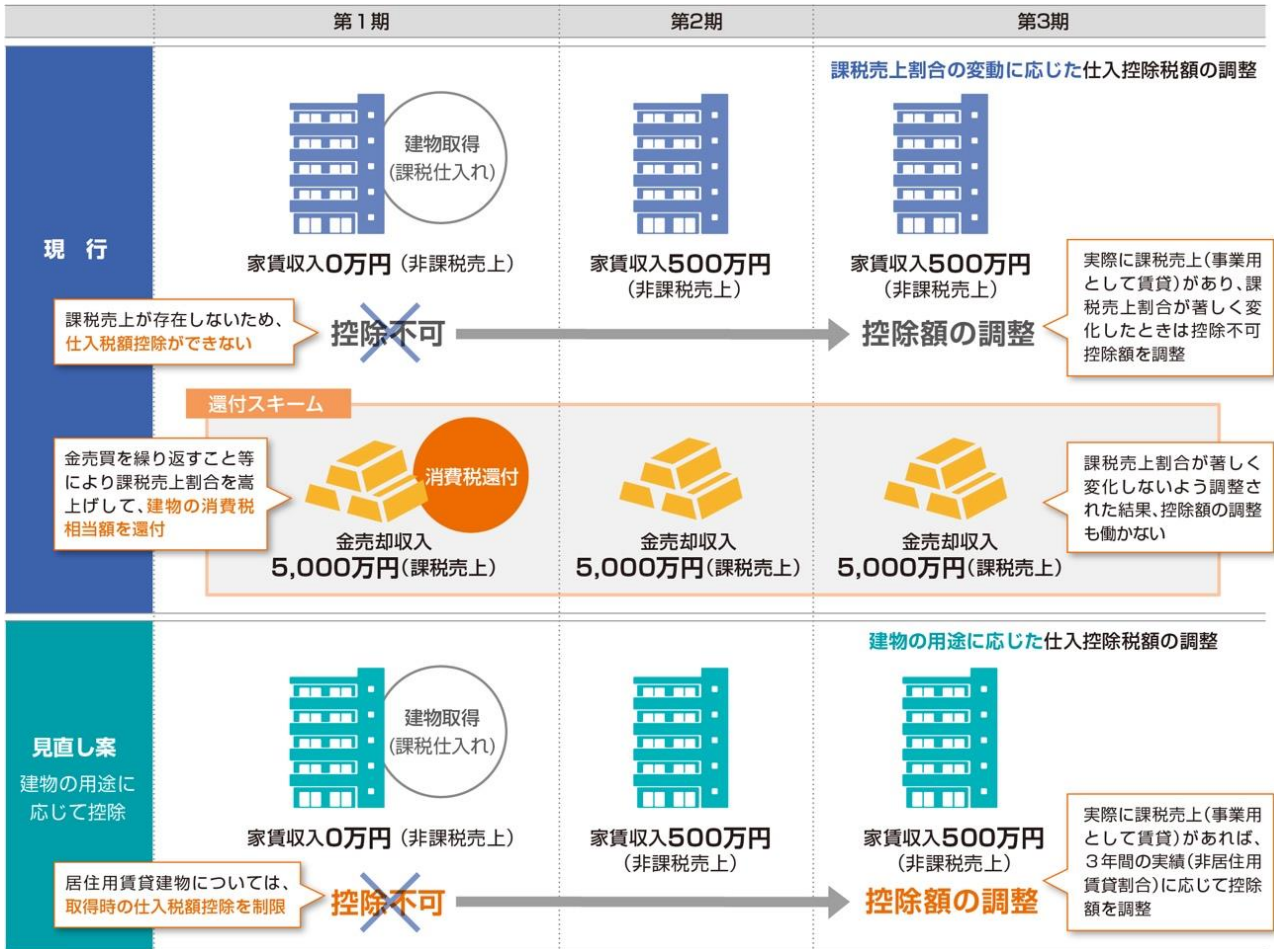 第1期
第2期
第3期
現 行
課税売上割合の変動に応じた仕入控除税額の調整
建物取得
(課税仕入れ)
家賃収入0万円(非課税売上)
家賃収入500万円
(非課税売上)
家賃収入500万円
(非課税売上)
課税売上が存在しないため、
仕入税額控除ができない
控除不可
控除額の調整
実際に課税売上(事業用
として賃貸)があり、課
税売上割合が著しく変
化したときは控除不可
控除額を調整
還付スキーム
金売買を繰り返すこと等
により課税売上割合を嵩
上げして、建物の消費税
相当額を還付
消費税還付
金売却収入
5,000万円(課税売上)
金売却収入
5,000万円(課税売上)
金売却収入
5,000万円(課税売上)
課税売上割合が著しく
変化しないよう調整さ
れた結果、控除額の調整
も働かない
見直し案
建物の用途に
応じて控除
建物の用途に応じた仕入控除税額の調整
建物取得
(課税仕入れ)
家賃収入0万円(非課税売上)
家賃収入500万円
(非課税売上)
家賃収入500万円
(非課税売上)
居住用賃貸建物については、
取得時の仕入税額控除を制限
控除不可
控除額の調整
実際に課税売上(事業用
として賃貸)があれば、
3年間の実績(非居住用
賃貸割合)に応じて控除
額を調整